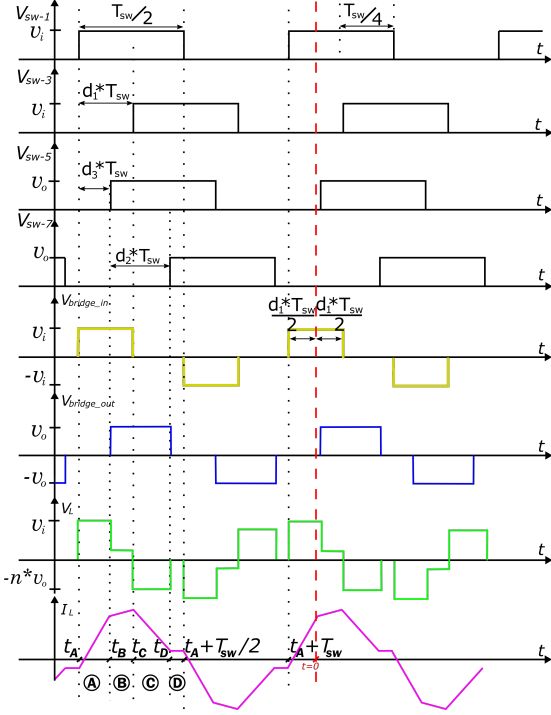 V_sw-1
T_sw/2
T_sw/4
v_i
t
V_sw-3
v_i
d_1*T_sw
t
V_sw-5
v_o
d_3*T_sw
t
V_sw-7
v_o
d_2*T_sw
t
V_bridge_in
d_1*T_sw/2
d_1*T_sw/2
v_i
t
-v_i
V_bridge_out
v_o
t
-v_o
V_L
v_i
t
-n*v_o
I_L
t_A
t_B
t_C
t_D
t_A+T_sw/2
t_A+T_sw
t
t=0
A
B
C
D